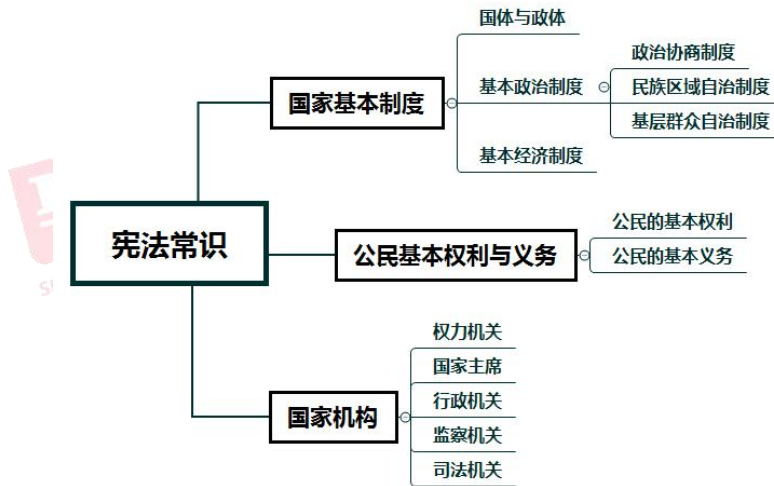 宪法常识
国家基本制度
国体与政体
基本政治制度
政治协商制度
民族区域自治制度
基层群众自治制度
基本经济制度
公民基本权利与义务
公民的基本权利
公民的基本义务
国家机构
权力机关
国家主席
行政机关
监察机关
司法机关